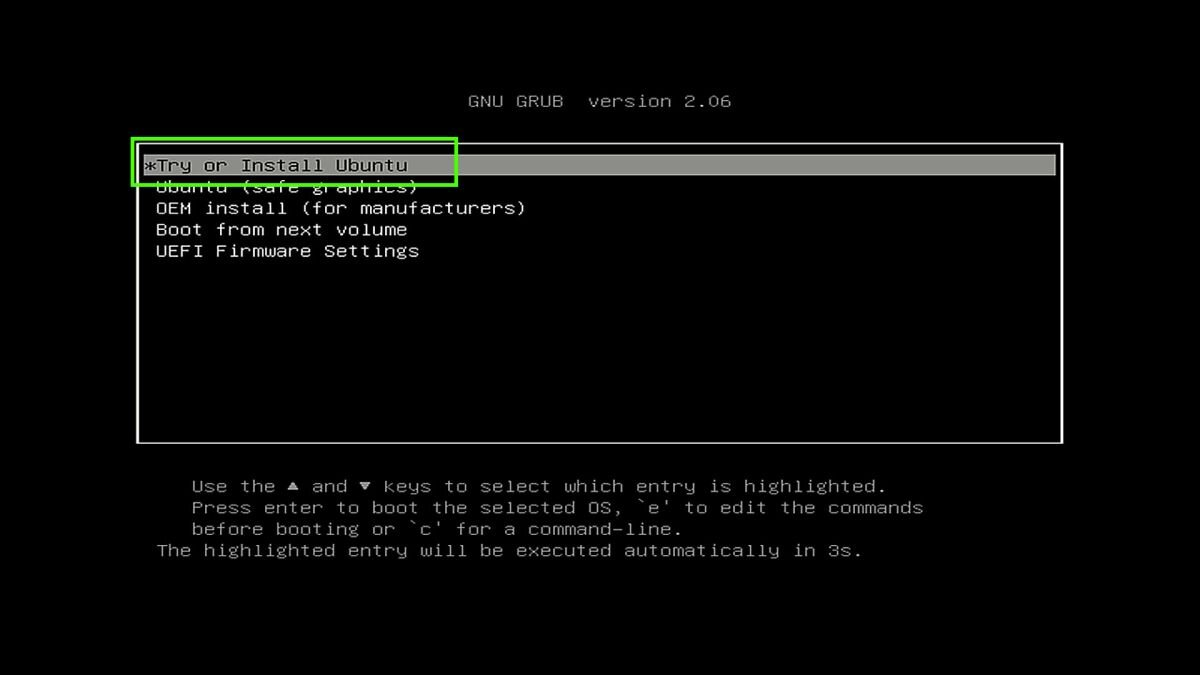 GNU GRUB version 2.06
*Try or Install Ubuntu
Ubuntu (safe graphics)
OEM install (for manufacturers)
Boot from next volume
UEFI Firmware Settings
Use the ▲ and ▼ keys to select which entry is highlighted.
Press enter to boot the selected OS, `e' to edit the commands
before booting or `c' for a command-line.
The highlighted entry will be executed automatically in 3s.